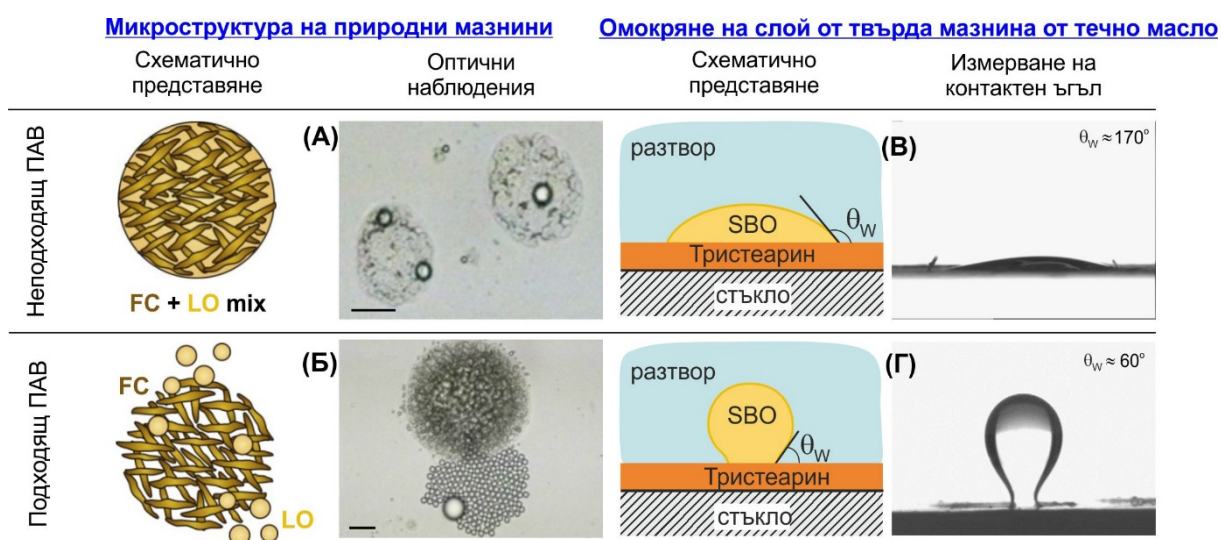 Микроструктура на природни мазнини
Омокряне на слой от твърда мазнина от течно масло
Схематично
представяне
Оптични
наблюдения
Схематично
представяне
Измерване на
контактен ъгъл
Неподходящ ПАВ
(А)
FC + LO mix
разтвор
SBO
θw
Тристеарин
стъкло
(В)
θw ≈ 170°
Подходящ ПАВ
(Б)
FC
LO
разтвор
SBO
θw
Тристеарин
стъкло
(Г)
θw ≈ 60°